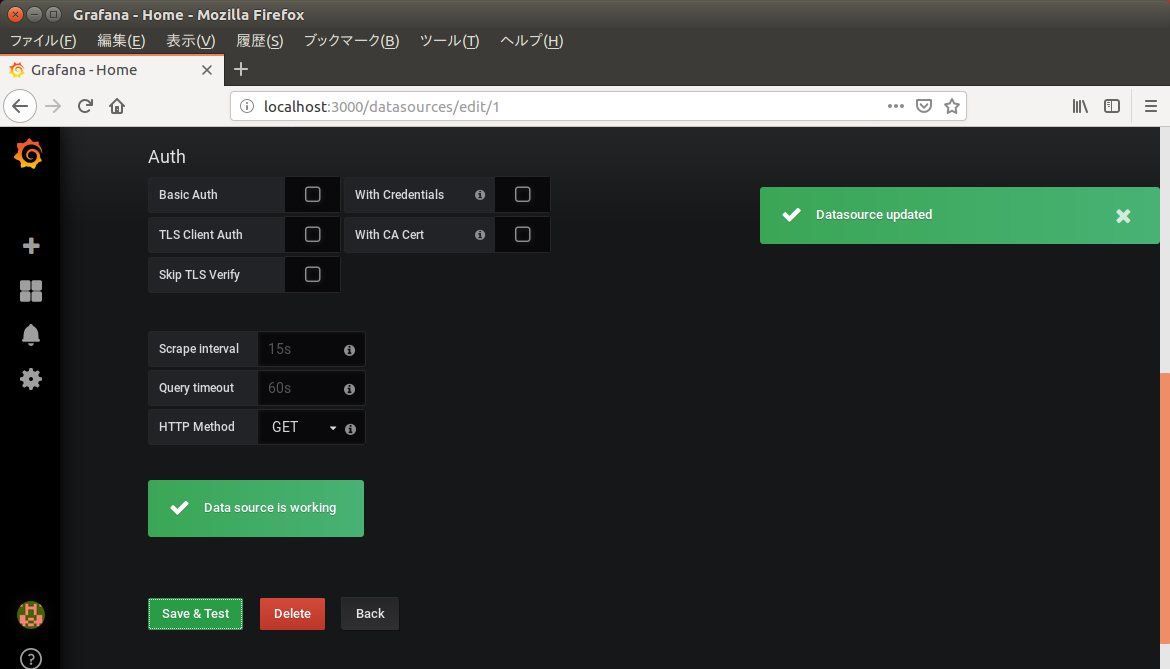 Grafana - Home - Mozilla Firefox
ファイル(F) 編集(E) 表示(V) 履歴(S) ブックマーク(B) ツール(T) ヘルプ(H)
Grafana - Home
localhost:3000/datasources/edit/1
Auth
Basic Auth With Credentials
Datasource updated
TLS Client Auth With CA Cert
Skip TLS Verify
Scrape interval 15s
Query timeout 60s
HTTP Method GET
Data source is working
Save & Test Delete Back